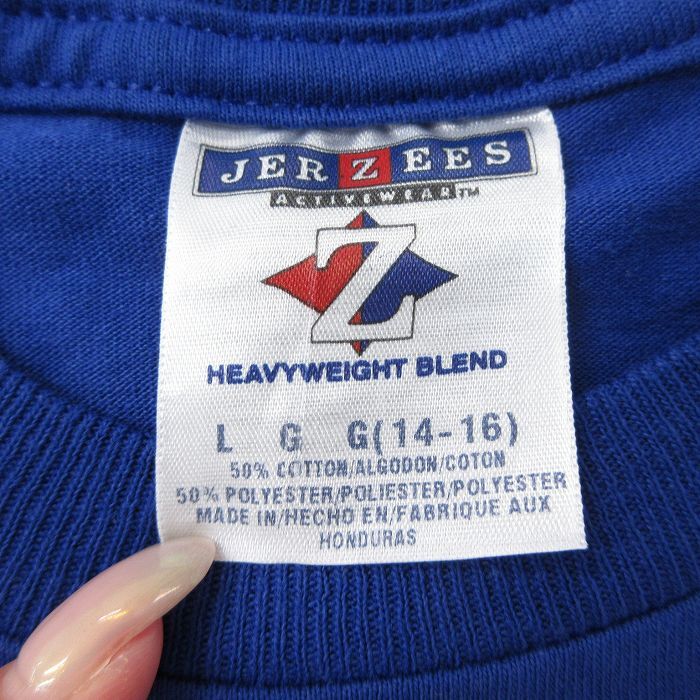 JERZEES
ACTIVEWEAR™
Z
HEAVYWEIGHT BLEND
L G G(14-16)
50% COTTON/ALGODON/COTON
50% POLYESTER/POLIESTER/POLYESTER
MADE IN/HECHO EN/FABRIQUE AUX
HONDURAS